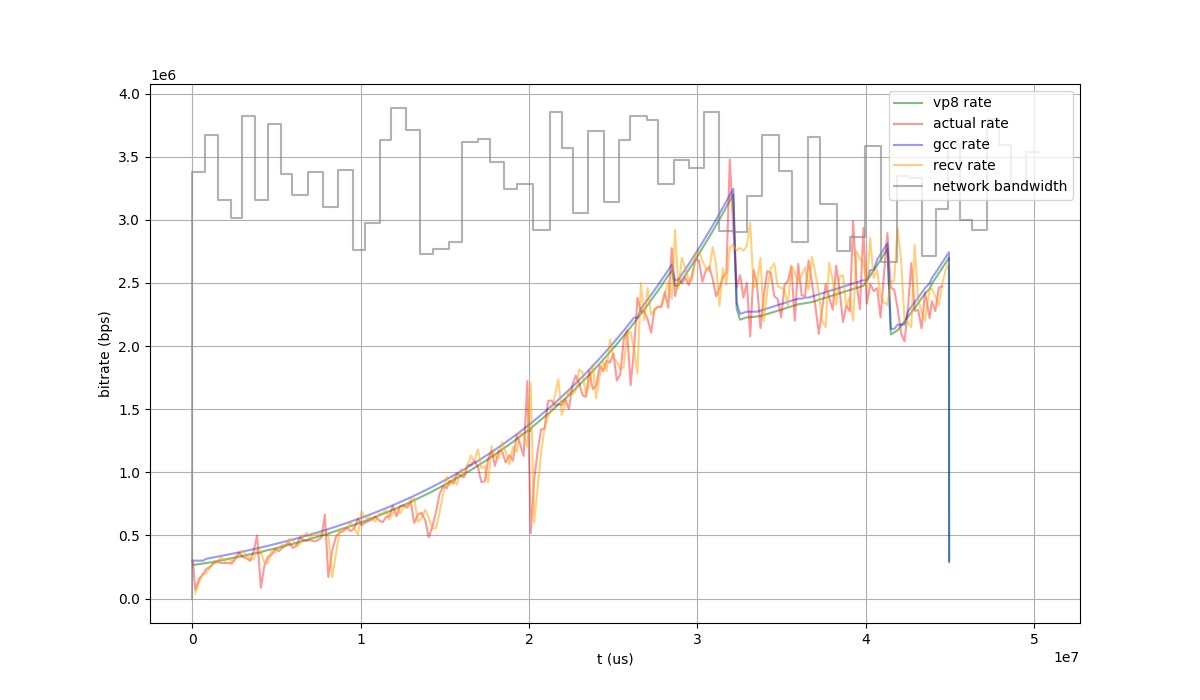 1e6
4.0
3.5
3.0
2.5
2.0
1.5
1.0
0.5
0.0
bitrate (bps)
vp8 rate
actual rate
gcc rate
recv rate
network bandwidth
0
1
2
3
4
5
t (us)
1e7